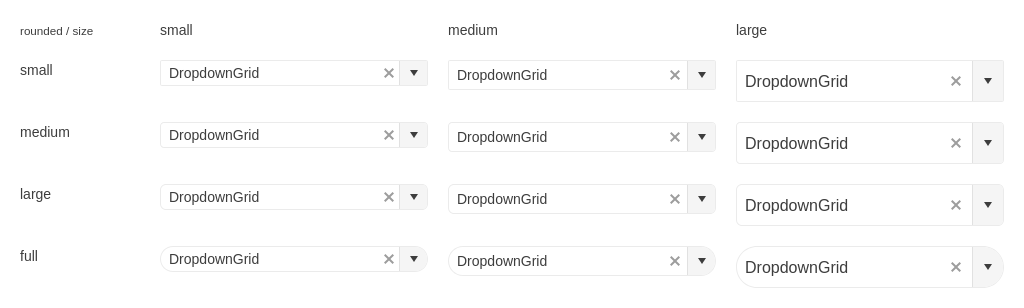 rounded / size small medium large
small DropdownGrid DropdownGrid DropdownGrid
medium DropdownGrid DropdownGrid DropdownGrid
large DropdownGrid DropdownGrid DropdownGrid
full DropdownGrid DropdownGrid DropdownGrid